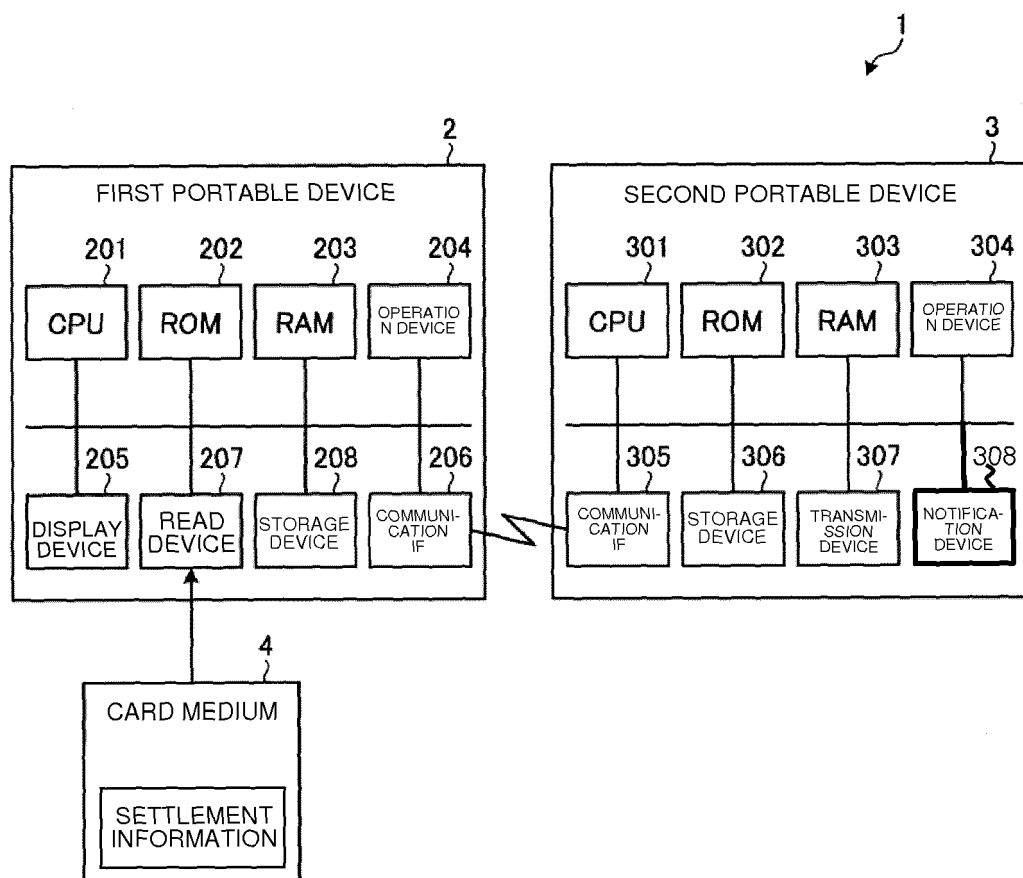 1
2
3
FIRST PORTABLE DEVICE
SECOND PORTABLE DEVICE
201
202
203
204
301
302
303
304
CPU
ROM
RAM
OPERATIO
N DEVICE
CPU
ROM
RAM
OPERATIO
N DEVICE
205
207
208
206
305
306
307
308
DISPLAY
DEVICE
READ
DEVICE
STORAGE
DEVICE
COMMUNI-
CATION
IF
COMMUNI-
CATION
IF
STORAGE
DEVICE
TRANSMI-
SSION
DEVICE
NOTIFICA-
TION
DEVICE
4
CARD MEDIUM
SETTLEMENT
INFORMATION